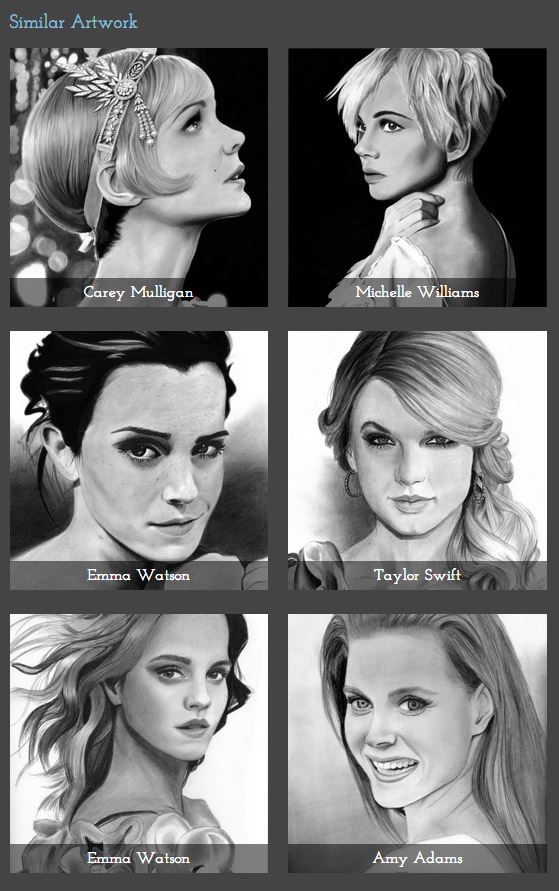 Similar Artwork
Carey Mulligan
Michelle Williams
Emma Watson
Taylor Swift
Emma Watson
Amy Adams